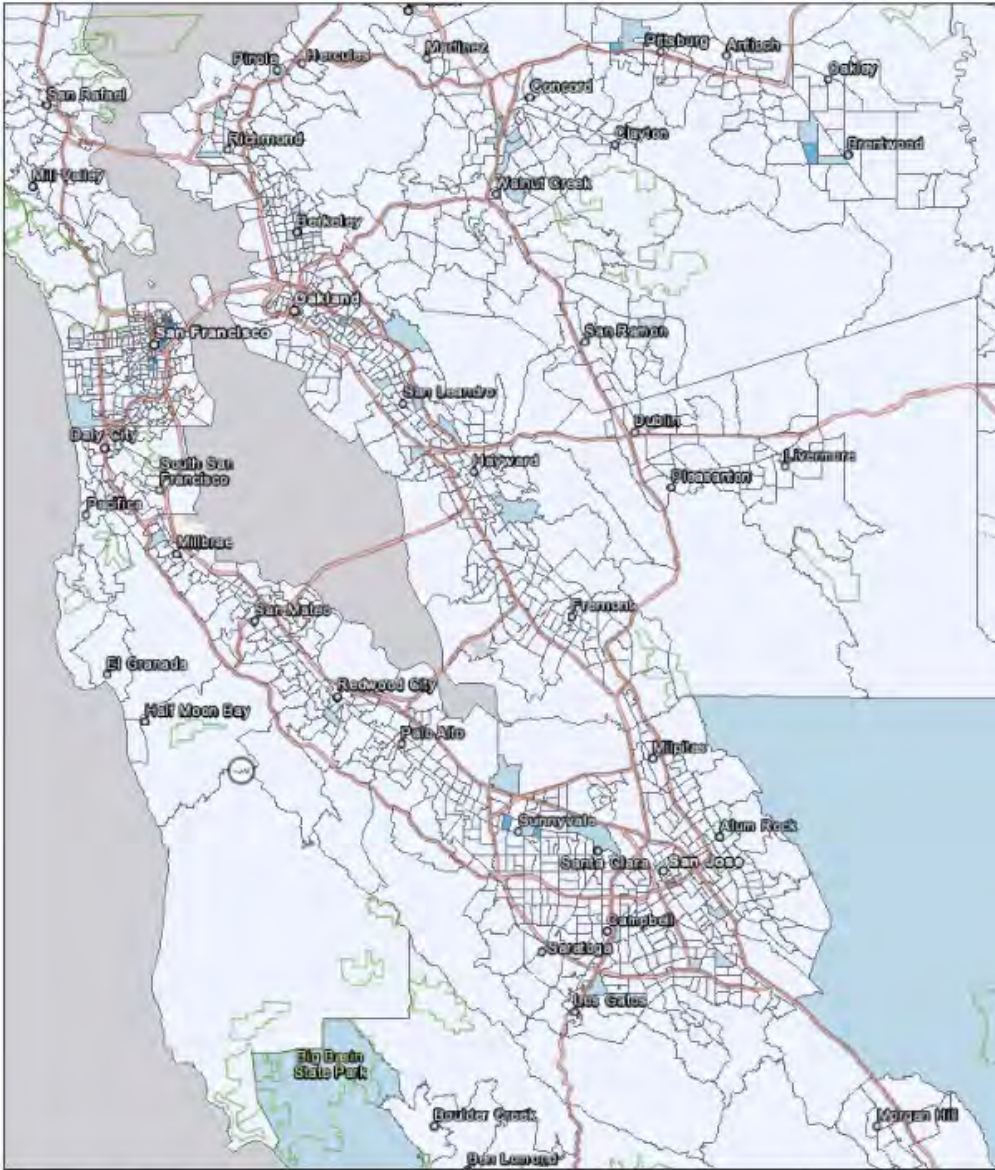 Martinez
Pittsburg
Antioch
Pinole
Hercules
Oakley
San Rafael
Concord
Richmond
Clayton
Brentwood
Mill Valley
Walnut Creek
Berkeley
Oakland
San Francisco
San Ramon
San Leandro
Daly City
Dublin
Livermore
Hayward
South San
Francisco
Pleasanton
Pacifica
Millbrae
San Mateo
Fremont
El Granada
Redwood City
Half Moon Bay
Palo Alto
Milpitas
Sunnyvale
Alum Rock
Santa Clara
San Jose
Campbell
Saratoga
Los Gatos
Big Basin
State Park
Boulder Creek
Morgan Hill
Ben Lomond